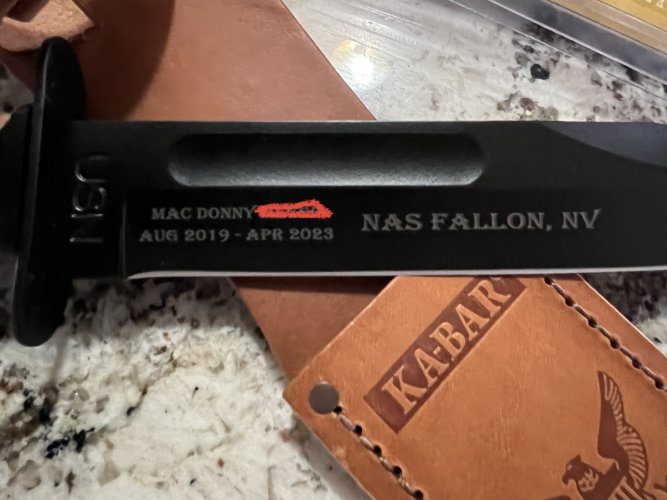 USN
MAC DONNY
AUG 2019 - APR 2023
NAS FALLON, NV
KA-BAR